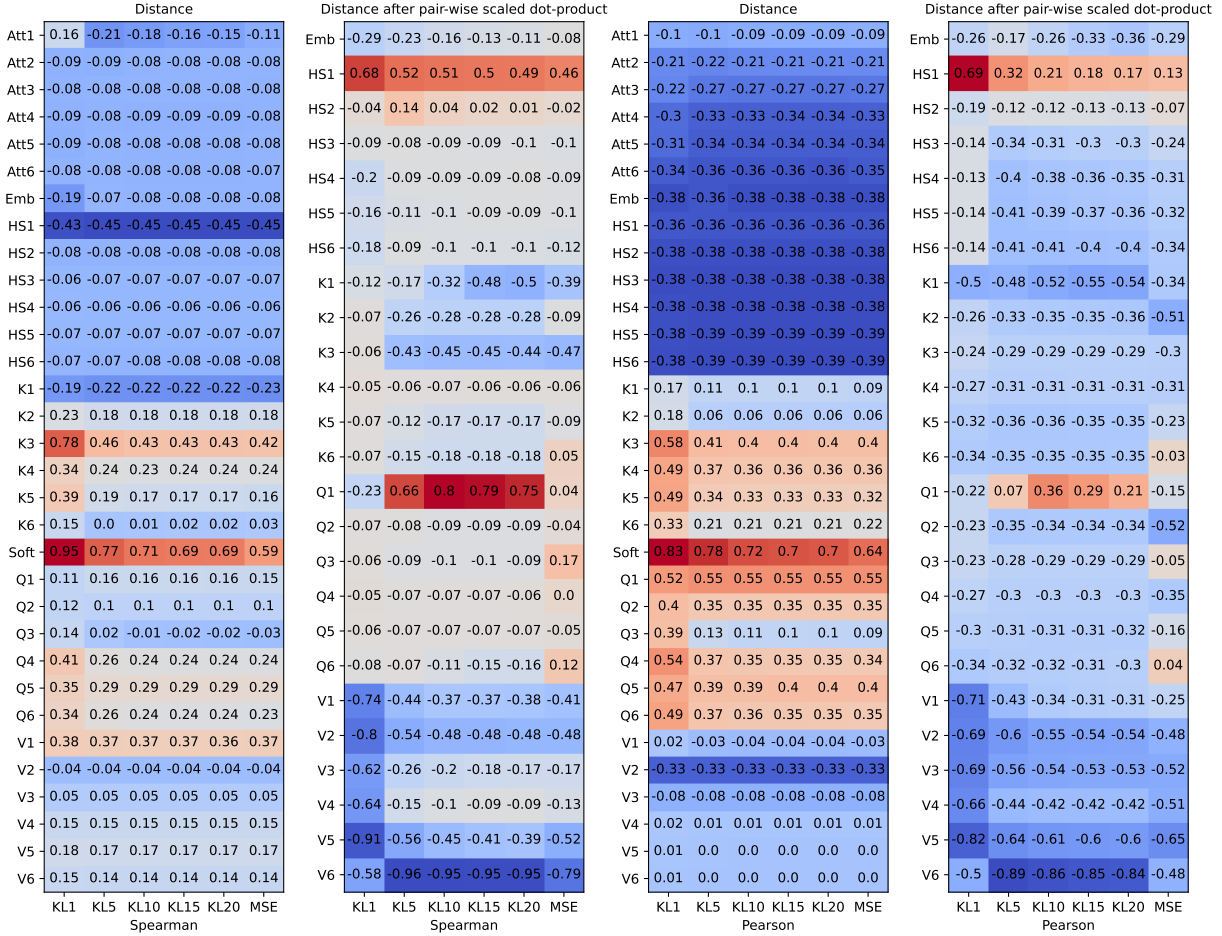 Distance
Att1 0.16 -0.21 -0.18 -0.16 -0.15 -0.11
Att2 -0.09 -0.09 -0.08 -0.08 -0.08 -0.08
Att3 -0.08 -0.08 -0.08 -0.08 -0.08 -0.08
Att4 -0.09 -0.08 -0.09 -0.09 -0.09 -0.08
Att5 -0.09 -0.08 -0.08 -0.08 -0.08 -0.08
Att6 -0.08 -0.08 -0.08 -0.08 -0.08 -0.07
Emb -0.19 -0.07 -0.08 -0.08 -0.08 -0.08
HS1 -0.43 -0.45 -0.45 -0.45 -0.45 -0.45
HS2 -0.08 -0.08 -0.08 -0.08 -0.08 -0.08
HS3 -0.06 -0.07 -0.07 -0.07 -0.07 -0.07
HS4 -0.06 -0.06 -0.06 -0.06 -0.06 -0.06
HS5 -0.07 -0.07 -0.07 -0.07 -0.07 -0.07
HS6 -0.07 -0.07 -0.08 -0.08 -0.08 -0.08
K1 -0.19 -0.22 -0.22 -0.22 -0.22 -0.23
K2 0.23 0.18 0.18 0.18 0.18 0.18
K3 0.78 0.46 0.43 0.43 0.43 0.42
K4 0.34 0.24 0.23 0.24 0.24 0.24
K5 0.39 0.19 0.17 0.17 0.17 0.16
K6 0.15 0.0 0.01 0.02 0.02 0.03
Soft 0.95 0.77 0.71 0.69 0.69 0.59
Q1 0.11 0.16 0.16 0.16 0.16 0.15
Q2 0.12 0.1 0.1 0.1 0.1 0.1
Q3 0.14 0.02 -0.01 -0.02 -0.02 -0.03
Q4 0.41 0.26 0.24 0.24 0.24 0.24
Q5 0.35 0.29 0.29 0.29 0.29 0.29
Q6 0.34 0.26 0.24 0.24 0.24 0.23
V1 0.38 0.37 0.37 0.37 0.36 0.37
V2 -0.04 -0.04 -0.04 -0.04 -0.04 -0.04
V3 0.05 0.05 0.05 0.05 0.05 0.05
V4 0.15 0.15 0.15 0.15 0.15 0.15
V5 0.18 0.17 0.17 0.17 0.17 0.17
V6 0.15 0.14 0.14 0.14 0.14 0.14
KL1 KL5 KL10 KL15 KL20 MSE
Spearman
Distance after pair-wise scaled dot-product
Emb -0.29 -0.23 -0.16 -0.13 -0.11 -0.08
HS1 0.68 0.52 0.51 0.5 0.49 0.46
HS2 -0.04 0.14 0.04 0.02 0.01 -0.02
HS3 -0.09 -0.08 -0.09 -0.09 -0.1 -0.1
HS4 -0.2 -0.09 -0.09 -0.09 -0.08 -0.09
HS5 -0.16 -0.11 -0.1 -0.09 -0.09 -0.1
HS6 -0.18 -0.09 -0.1 -0.1 -0.1 -0.12
K1 -0.12 -0.17 -0.32 -0.48 -0.5 -0.39
K2 -0.07 -0.26 -0.28 -0.28 -0.28 -0.09
K3 -0.06 -0.43 -0.45 -0.45 -0.44 -0.47
K4 -0.05 -0.06 -0.07 -0.06 -0.06 -0.06
K5 -0.07 -0.12 -0.17 -0.17 -0.17 -0.09
K6 -0.07 -0.15 -0.18 -0.18 -0.18 0.05
Q1 -0.23 0.66 0.8 0.79 0.75 0.04
Q2 -0.07 -0.08 -0.09 -0.09 -0.09 -0.04
Q3 -0.06 -0.09 -0.1 -0.1 -0.09 0.17
Q4 -0.05 -0.07 -0.07 -0.07 -0.06 0.0
Q5 -0.06 -0.07 -0.07 -0.07 -0.07 -0.05
Q6 -0.08 -0.07 -0.11 -0.15 -0.16 0.12
V1 -0.74 -0.44 -0.37 -0.37 -0.38 -0.41
V2 -0.8 -0.54 -0.48 -0.48 -0.48 -0.48
V3 -0.62 -0.26 -0.2 -0.18 -0.17 -0.17
V4 -0.64 -0.15 -0.1 -0.09 -0.09 -0.13
V5 -0.91 -0.56 -0.45 -0.41 -0.39 -0.52
V6 -0.58 -0.96 -0.95 -0.95 -0.95 -0.79
KL1 KL5 KL10 KL15 KL20 MSE
Spearman
Distance
Att1 -0.1 -0.1 -0.09 -0.09 -0.09 -0.09
Att2 -0.21 -0.22 -0.21 -0.21 -0.21 -0.21
Att3 -0.22 -0.27 -0.27 -0.27 -0.27 -0.27
Att4 -0.3 -0.33 -0.33 -0.34 -0.34 -0.33
Att5 -0.31 -0.34 -0.34 -0.34 -0.34 -0.34
Att6 -0.34 -0.36 -0.36 -0.36 -0.36 -0.35
Emb -0.38 -0.36 -0.38 -0.38 -0.38 -0.38
HS1 -0.36 -0.36 -0.36 -0.36 -0.36 -0.36
HS2 -0.38 -0.38 -0.38 -0.38 -0.38 -0.38
HS3 -0.38 -0.38 -0.38 -0.38 -0.38 -0.38
HS4 -0.38 -0.38 -0.38 -0.38 -0.38 -0.38
HS5 -0.38 -0.39 -0.39 -0.39 -0.39 -0.39
HS6 -0.38 -0.39 -0.39 -0.39 -0.39 -0.39
K1 0.17 0.11 0.1 0.1 0.1 0.09
K2 0.18 0.06 0.06 0.06 0.06 0.06
K3 0.58 0.41 0.4 0.4 0.4 0.4
K4 0.49 0.37 0.36 0.36 0.36 0.36
K5 0.49 0.34 0.33 0.33 0.33 0.32
K6 0.33 0.21 0.21 0.21 0.21 0.22
Soft 0.83 0.78 0.72 0.7 0.7 0.64
Q1 0.52 0.55 0.55 0.55 0.55 0.55
Q2 0.4 0.35 0.35 0.35 0.35 0.35
Q3 0.39 0.13 0.11 0.1 0.1 0.09
Q4 0.54 0.37 0.35 0.35 0.35 0.34
Q5 0.47 0.39 0.39 0.4 0.4 0.4
Q6 0.49 0.37 0.36 0.35 0.35 0.35
V1 0.02 -0.03 -0.04 -0.04 -0.04 -0.03
V2 -0.33 -0.33 -0.33 -0.33 -0.33 -0.33
V3 -0.08 -0.08 -0.08 -0.08 -0.08 -0.08
V4 0.02 0.01 0.01 0.01 0.01 0.01
V5 0.01 0.0 0.0 0.0 0.0 0.0
V6 0.01 0.0 0.0 0.0 0.0 0.0
KL1 KL5 KL10 KL15 KL20 MSE
Pearson
Distance after pair-wise scaled dot-product
Emb -0.26 -0.17 -0.26 -0.33 -0.36 -0.29
HS1 0.69 0.32 0.21 0.18 0.17 0.13
HS2 -0.19 -0.12 -0.12 -0.13 -0.13 -0.07
HS3 -0.14 -0.34 -0.31 -0.3 -0.3 -0.24
HS4 -0.13 -0.4 -0.38 -0.36 -0.35 -0.31
HS5 -0.14 -0.41 -0.39 -0.37 -0.36 -0.32
HS6 -0.14 -0.41 -0.41 -0.4 -0.4 -0.34
K1 -0.5 -0.48 -0.52 -0.55 -0.54 -0.34
K2 -0.26 -0.33 -0.35 -0.35 -0.36 -0.51
K3 -0.24 -0.29 -0.29 -0.29 -0.29 -0.3
K4 -0.27 -0.31 -0.31 -0.31 -0.31 -0.31
K5 -0.32 -0.36 -0.36 -0.35 -0.35 -0.23
K6 -0.34 -0.35 -0.35 -0.35 -0.35 -0.03
Q1 -0.22 0.07 0.36 0.29 0.21 -0.15
Q2 -0.23 -0.35 -0.34 -0.34 -0.34 -0.52
Q3 -0.23 -0.28 -0.29 -0.29 -0.29 -0.05
Q4 -0.27 -0.3 -0.3 -0.3 -0.3 -0.35
Q5 -0.3 -0.31 -0.31 -0.31 -0.32 -0.16
Q6 -0.34 -0.32 -0.32 -0.31 -0.3 0.04
V1 -0.71 -0.43 -0.34 -0.31 -0.31 -0.25
V2 -0.69 -0.6 -0.55 -0.54 -0.54 -0.48
V3 -0.69 -0.56 -0.54 -0.53 -0.53 -0.52
V4 -0.66 -0.44 -0.42 -0.42 -0.42 -0.51
V5 -0.82 -0.64 -0.61 -0.6 -0.6 -0.65
V6 -0.5 -0.89 -0.86 -0.85 -0.84 -0.48
KL1 KL5 KL10 KL15 KL20 MSE
Pearson